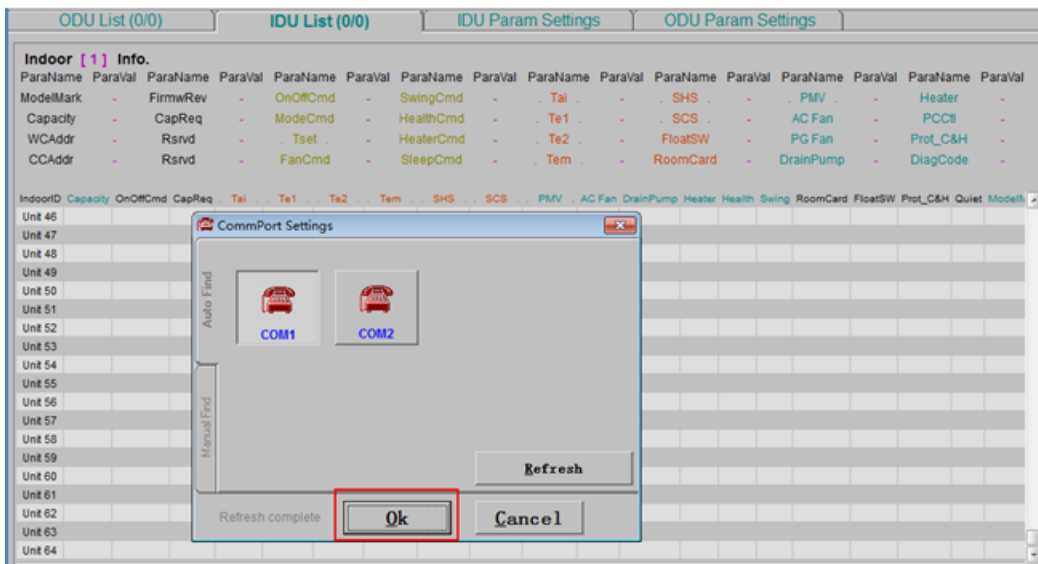 ODU List (0/0) IDU List (0/0) IDU Param Settings ODU Param Settings
Indoor [ 1 ] Info.
ParaName ParaVal ParaName ParaVal ParaName ParaVal ParaName ParaVal ParaName ParaVal ParaName ParaVal ParaName ParaVal ParaName ParaVal
ModelMark - FirmwRev - OnOffCmd - SwingCmd - . Tai . - . SHS . - . PMV . - Heater -
Capacity - CapReq - ModeCmd - HealthCmd - . Te1 . - . SCS . - AC Fan - PCCtl -
WCAddr - Rsrvd - . Tset . - HeaterCmd - . Te2 . - FloatSW - PG Fan - Prot_C&H -
CCAddr - Rsrvd - FanCmd - SleepCmd - . Tem . - RoomCard - DrainPump - DiagCode -
IndoorID Capacity OnOffCmd CapReq . Tai . . Te1 . . Te2 . . Tem . . SHS . . SCS . . PMV . AC Fan DrainPump Heater Health Swing RoomCard FloatSW Prot_C&H Quiet
Unit 46
Unit 47
Unit 48
Unit 49
Unit 50
Unit 51
Unit 52
Unit 53
Unit 54
Unit 55
Unit 56
Unit 57
Unit 58
Unit 59
Unit 60
Unit 61
Unit 62
Unit 63
Unit 64
CommPort Settings
Auto Find
COM1 COM2
Manual Find
Refresh
Refresh complete Ok Cancel